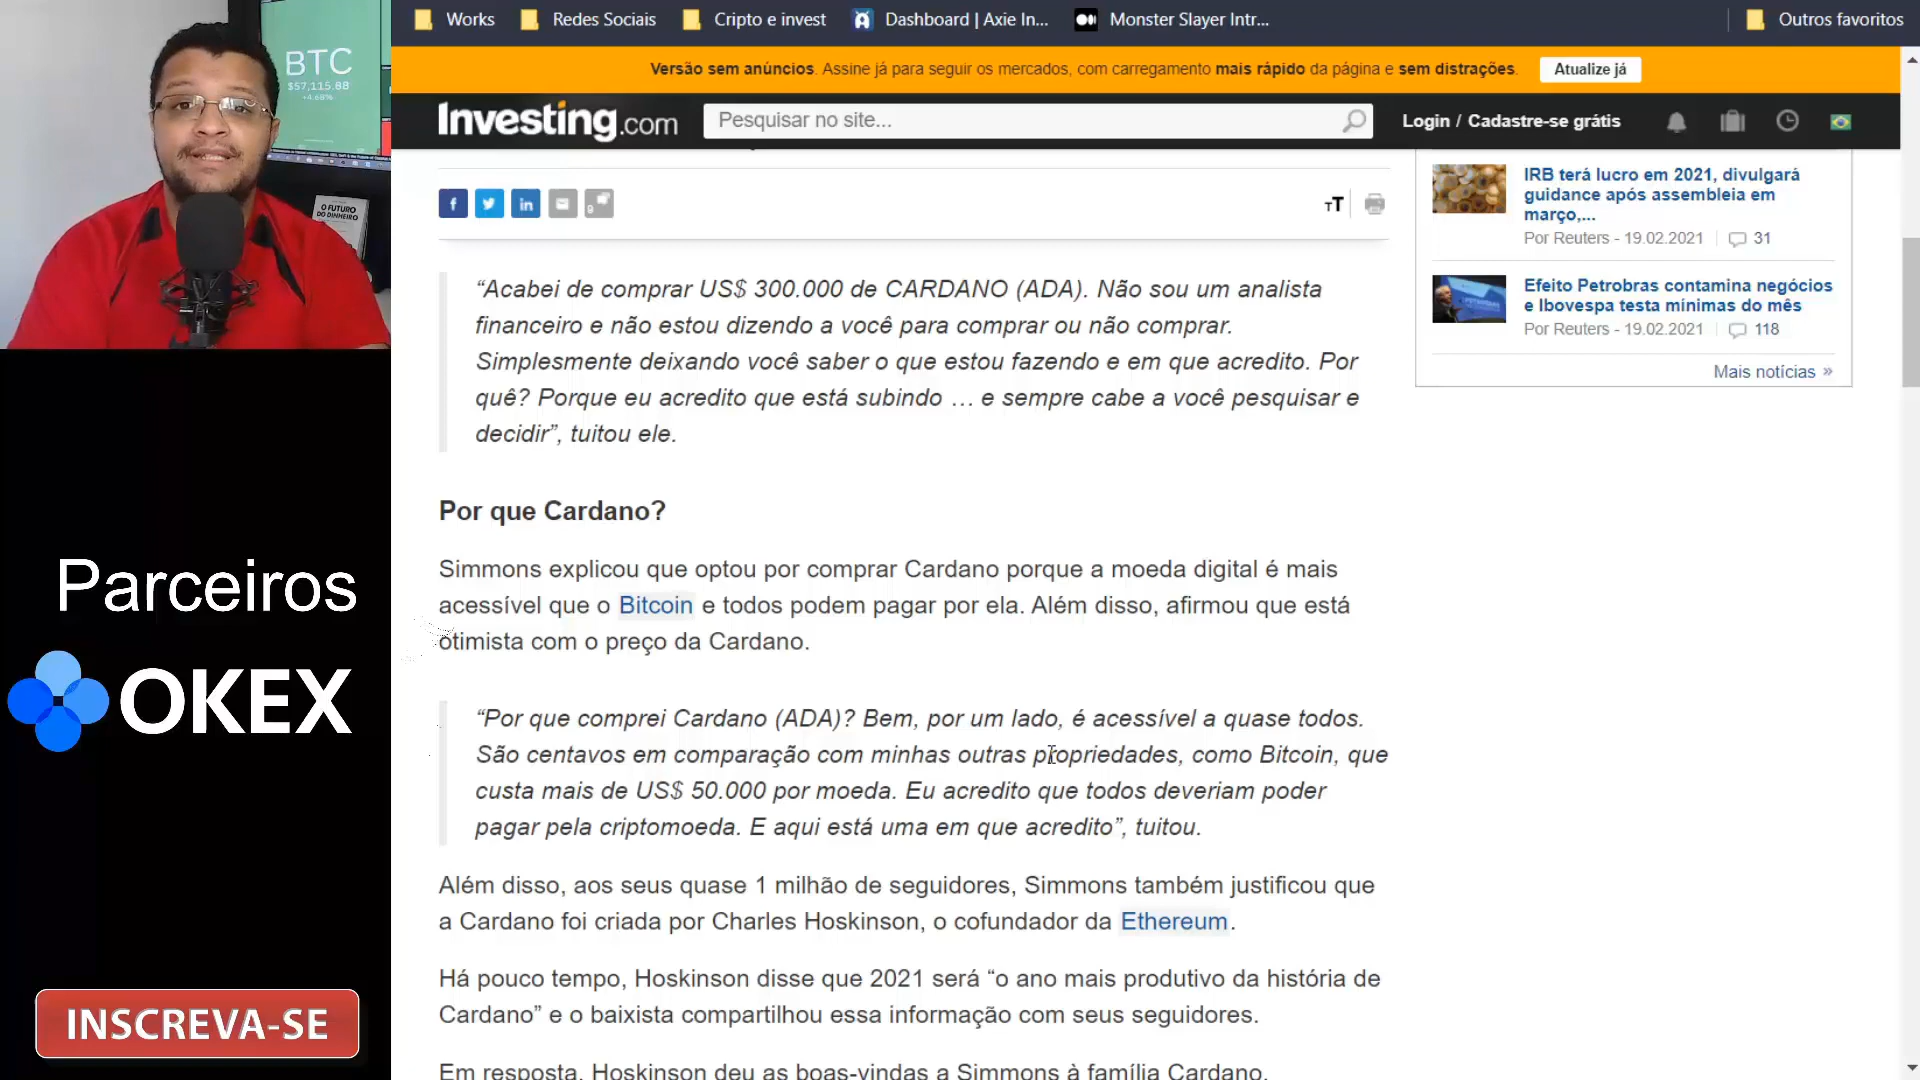 Works
Redes Sociais
Cripto e invest
Dashboard | Axie In...
Monster Slayer Intr...
Outros favoritos
Versão sem anúncios. Assine já para seguir os mercados, com carregamento mais rápido da página e sem distrações.
Atualize já
Investing.com
Pesquisar no site...
Login / Cadastre-se grátis
BTC
$57,115.88
+4.68%
O FUTURO
DO DINHEIRO
IRB terá lucro em 2021, divulgará
guidance após assembleia em
março,...
Por Reuters - 19.02.2021
31
Efeito Petrobras contamina negócios
e Ibovespa testa mínimas do mês
Por Reuters - 19.02.2021
118
Mais notícias »
“Acabei de comprar US$ 300.000 de CARDANO (ADA). Não sou um analista
financeiro e não estou dizendo a você para comprar ou não comprar.
Simplesmente deixando você saber o que estou fazendo e em que acredito. Por
quê? Porque eu acredito que está subindo … e sempre cabe a você pesquisar e
decidir”, tuitou ele.
Por que Cardano?
Simmons explicou que optou por comprar Cardano porque a moeda digital é mais
acessível que o Bitcoin e todos podem pagar por ela. Além disso, afirmou que está
otimista com o preço da Cardano.
“Por que comprei Cardano (ADA)? Bem, por um lado, é acessível a quase todos.
São centavos em comparação com minhas outras propriedades, como Bitcoin, que
custa mais de US$ 50.000 por moeda. Eu acredito que todos deveriam poder
pagar pela criptomoeda. E aqui está uma em que acredito”, tuitou.
Além disso, aos seus quase 1 milhão de seguidores, Simmons também justificou que
a Cardano foi criada por Charles Hoskinson, o cofundador da Ethereum.
Há pouco tempo, Hoskinson disse que 2021 será “o ano mais produtivo da história de
Cardano” e o baixista compartilhou essa informação com seus seguidores.
Em resposta, Hoskinson deu as boas-vindas a Simmons à família Cardano.
Parceiros
OKEX
INSCREVA-SE